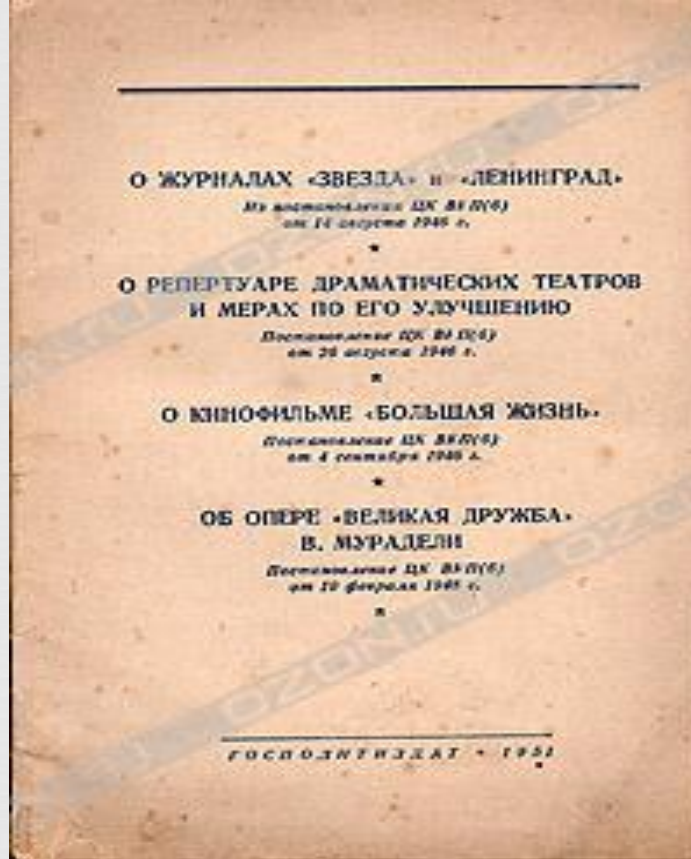 О ЖУРНАЛАХ «ЗВЕЗДА» и «ЛЕНИНГРАД»
Из постановления ЦК ВКП(б)
от 14 августа 1946 г.
О РЕПЕРТУАРЕ ДРАМАТИЧЕСКИХ ТЕАТРОВ
И МЕРАХ ПО ЕГО УЛУЧШЕНИЮ
Постановление ЦК ВКП(б)
от 26 августа 1946 г.
О КИНОФИЛЬМЕ «БОЛЬШАЯ ЖИЗНЬ»
Постановление ЦК ВКП(б)
от 4 сентября 1946 г.
ОБ ОПЕРЕ «ВЕЛИКАЯ ДРУЖБА»
В. МУРАДЕЛИ
Постановление ЦК ВКП(б)
от 10 февраля 1948 г.
OZON
ГОСПОЛИТИЗДАТ • 1951